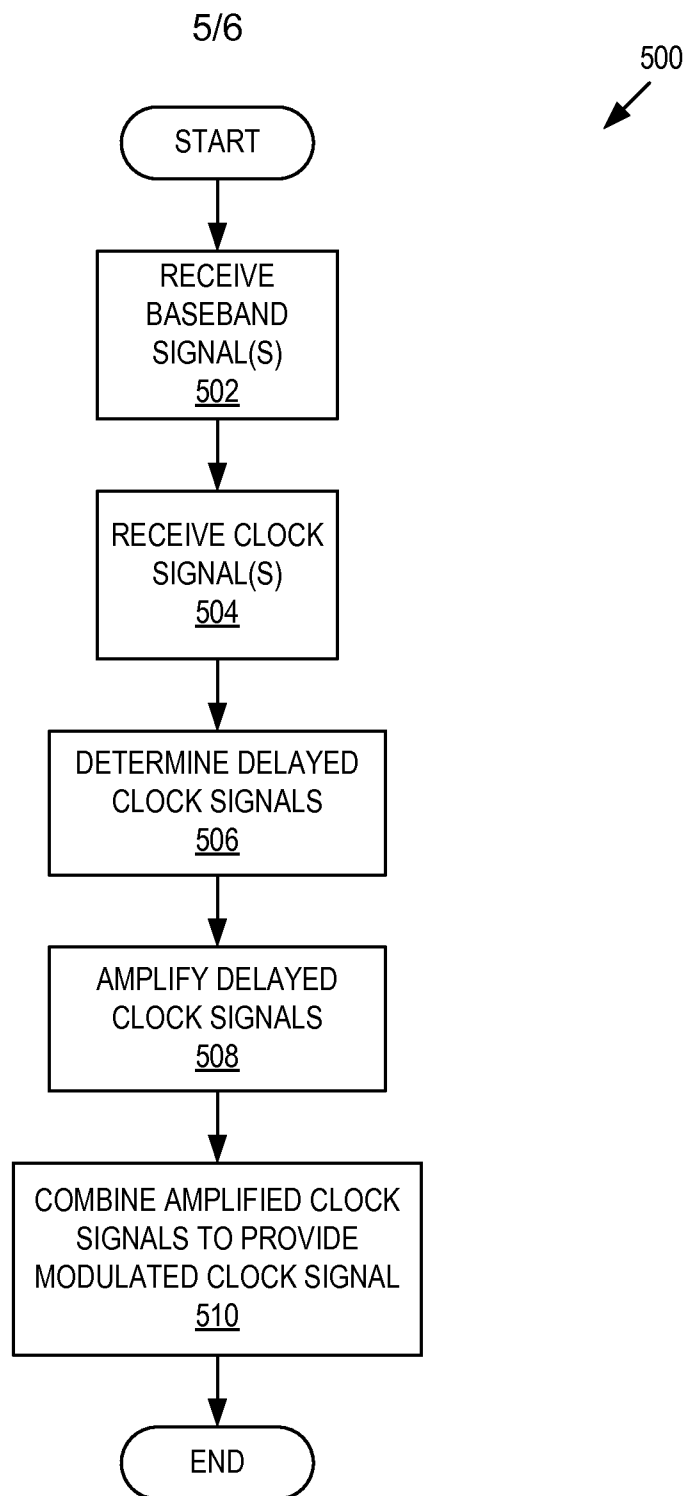 5/6
500
START
RECEIVE
BASEBAND
SIGNAL(S)
502
RECEIVE CLOCK
SIGNAL(S)
504
DETERMINE DELAYED
CLOCK SIGNALS
506
AMPLIFY DELAYED
CLOCK SIGNALS
508
COMBINE AMPLIFIED CLOCK
SIGNALS TO PROVIDE
MODULATED CLOCK SIGNAL
510
END